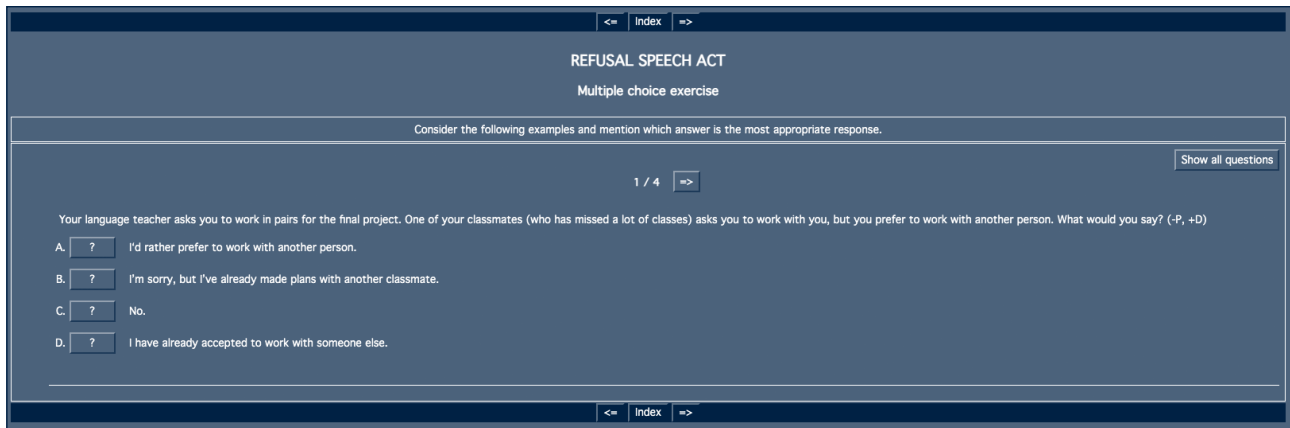 <= Index =>
REFUSAL SPEECH ACT
Multiple choice exercise
Consider the following examples and mention which answer is the most appropriate response.
Show all questions
1 / 4 =>
Your language teacher asks you to work in pairs for the final project. One of your classmates (who has missed a lot of classes) asks you to work with you, but you prefer to work with another person. What would you say? (-P, +D)
A. ? I'd rather prefer to work with another person.
B. ? I'm sorry, but I've already made plans with another classmate.
C. ? No.
D. ? I have already accepted to work with someone else.
<= Index =>